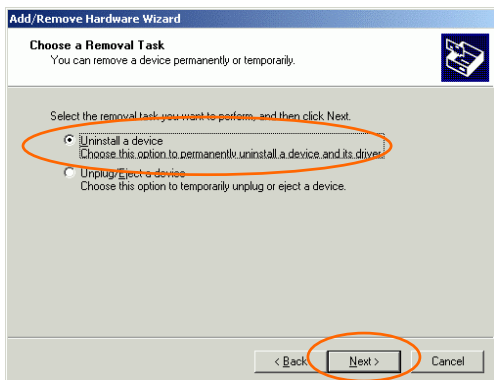 Add/Remove Hardware Wizard
Choose a Removal Task
You can remove a device permanently or temporarily.
Select the removal task you want to perform, and then click Next.
Uninstall a device
Choose this option to permanently uninstall a device and its driver.
Unplug/Eject a device
Choose this option to temporarily unplug or eject a device.
< Back Next > Cancel